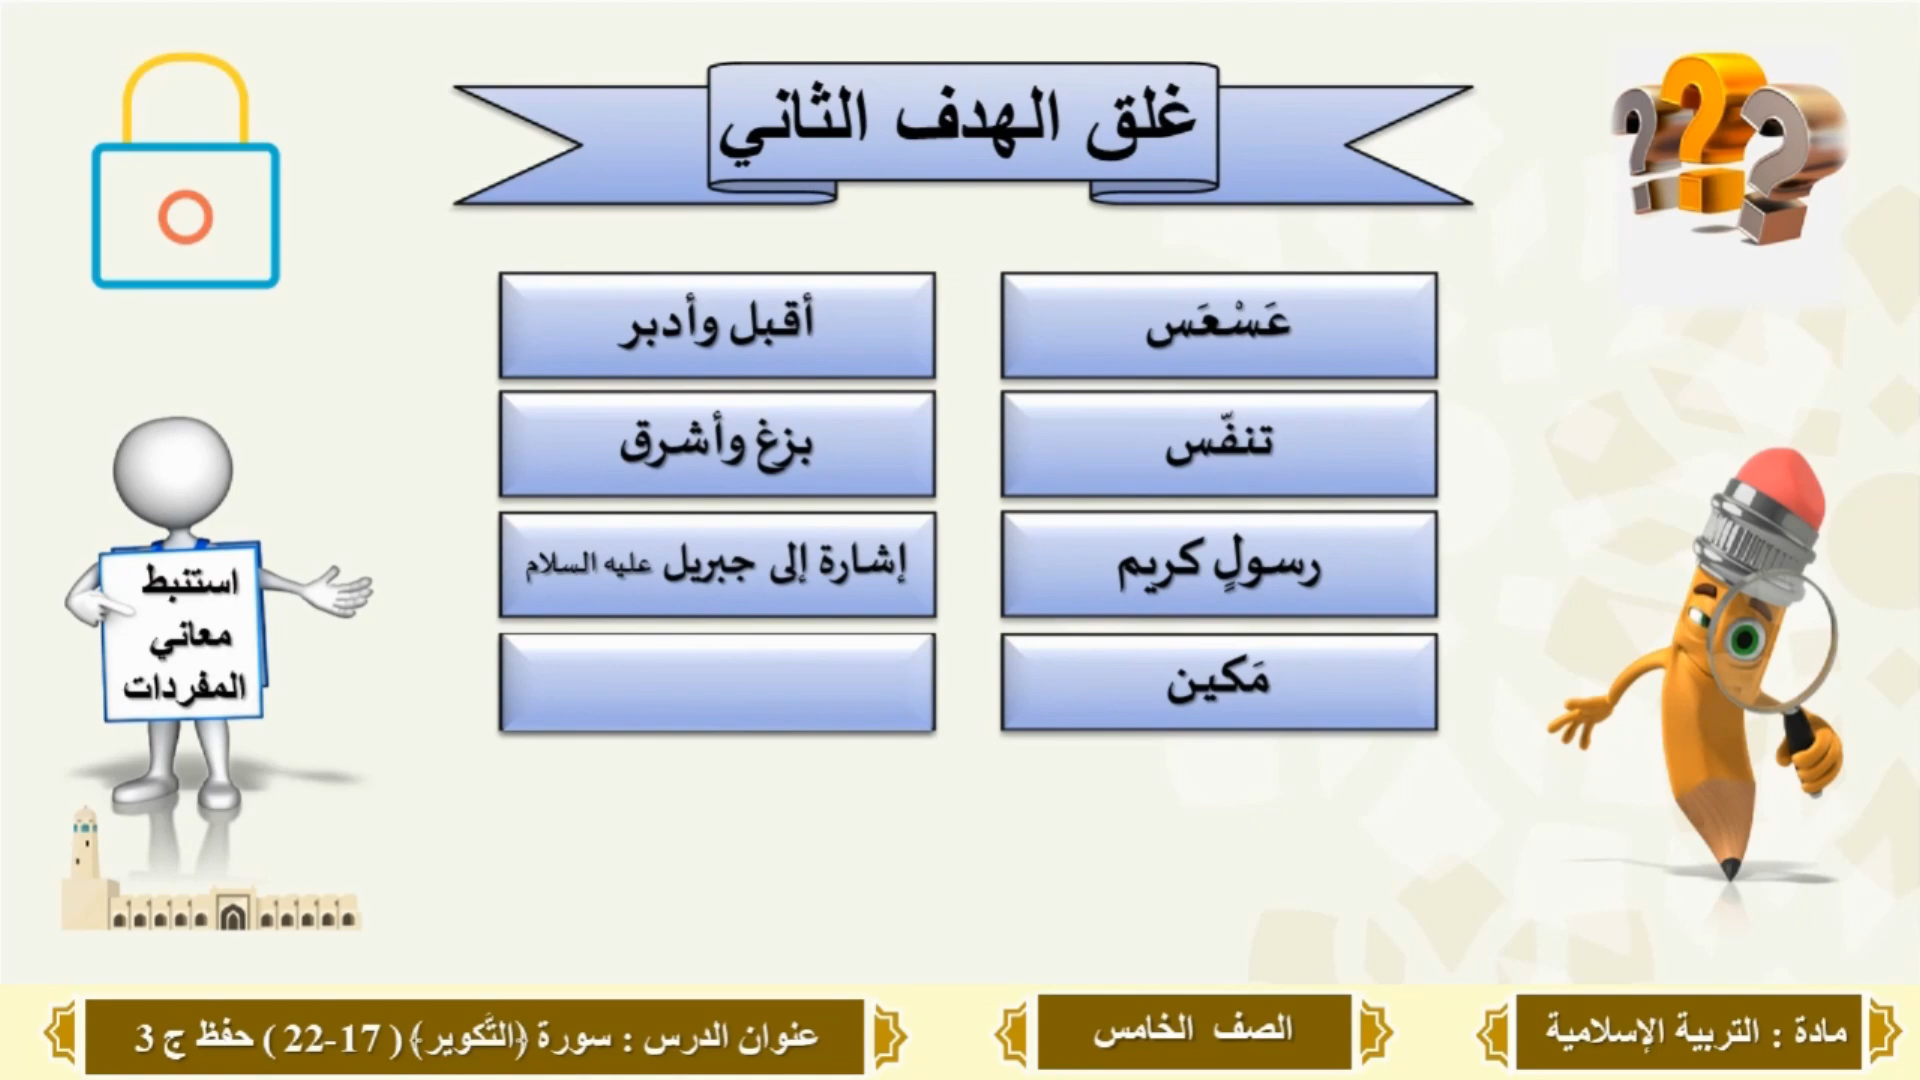 غلق الهدف الثاني
عَسْعَس
أقبل وأدبر
تنفّس
بزغ وأشرق
رسولٍ كريم
إشارة إلى جبريل عليه السلام
مَكين
استنبط
معاني
المفردات
مادة : التربية الإسلامية
الصف الخامس
عنوان الدرس : سورة ﴿التَّكوير﴾ ( 17-22 ) حفظ ج 3